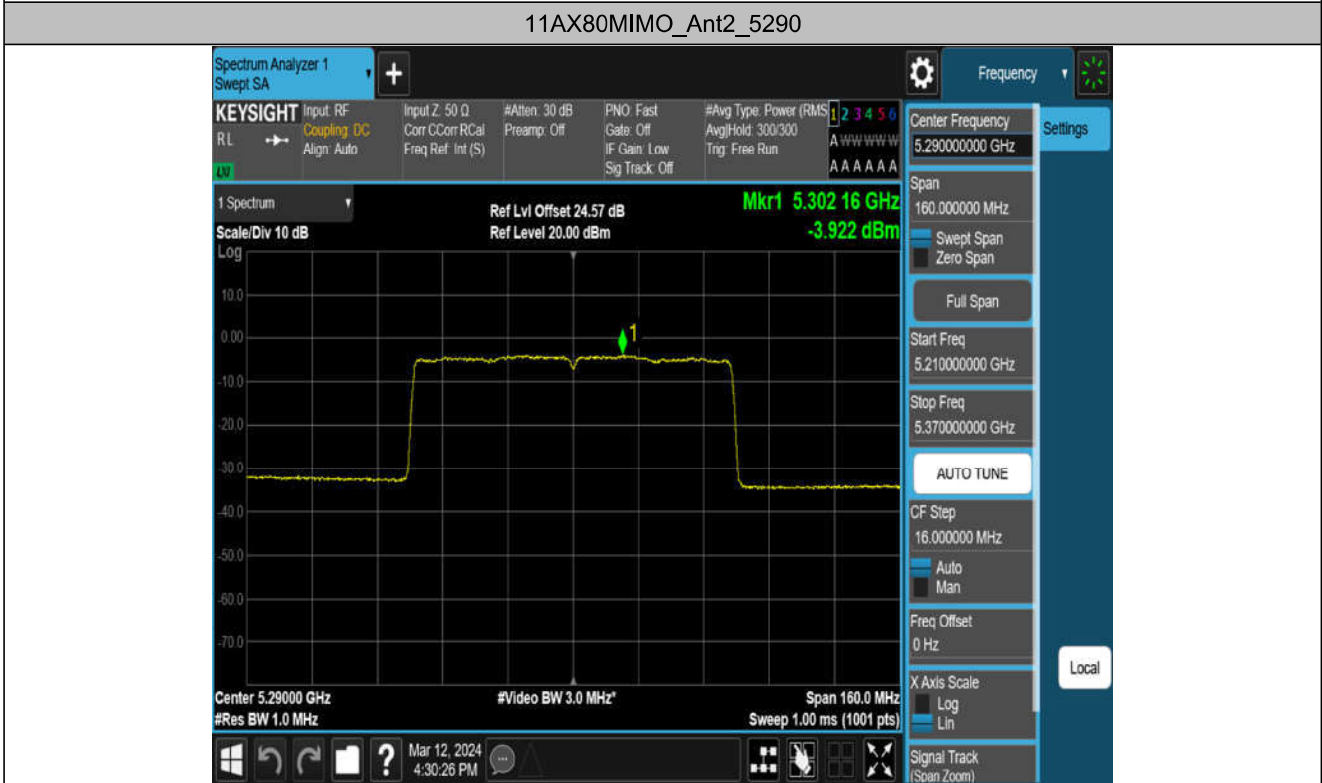 11AX80MIMO_Ant2_5290
Spectrum Analyzer 1
Swept SA
+
Frequency
KEYSIGHT
RL
LXI
Input: RF
Coupling: DC
Align: Auto
Input Z: 50 Ω
Corr CCorr RCal
Freq Ref: Int (S)
#Atten: 30 dB
Preamp: Off
PNO: Fast
Gate: Off
IF Gain: Low
Sig Track: Off
#Avg Type: Power (RMS
Avg|Hold: 300/300
Trig: Free Run
1 2 3 4 5 6
A W W W W W
A A A A A A
Center Frequency
5.290000000 GHz
Settings
Span
160.000000 MHz
Swept Span
Zero Span
Full Span
Start Freq
5.210000000 GHz
Stop Freq
5.370000000 GHz
AUTO TUNE
CF Step
16.000000 MHz
Auto
Man
Freq Offset
0 Hz
X Axis Scale
Log
Lin
Signal Track
(Span Zoom)
Local
1 Spectrum
Scale/Div 10 dB
Log
Ref Lvl Offset 24.57 dB
Ref Level 20.00 dBm
Mkr1 5.302 16 GHz
-3.922 dBm
10.0
0.00
-10.0
-20.0
-30.0
-40.0
-50.0
-60.0
-70.0
1
Center 5.29000 GHz
#Res BW 1.0 MHz
#Video BW 3.0 MHz*
Span 160.0 MHz
Sweep 1.00 ms (1001 pts)
?
Mar 12, 2024
4:30:26 PM